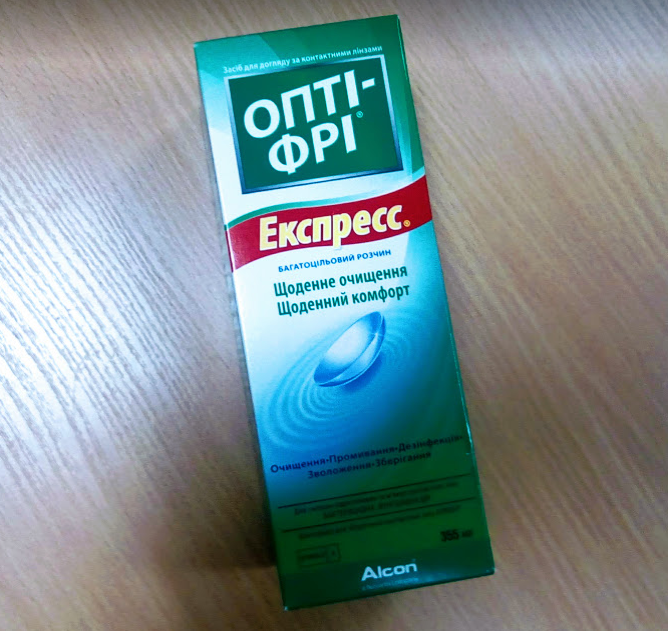 Засіб для догляду за контактними лінзами
ОПТІ-
ФРІ®
Експресс®
БАГАТОЦІЛЬОВИЙ РОЗЧИН
Щоденне очищення
Щоденний комфорт
Очищення•Промивання•Дезінфекція•
Зволоження•Зберігання
355 мл
Alcon